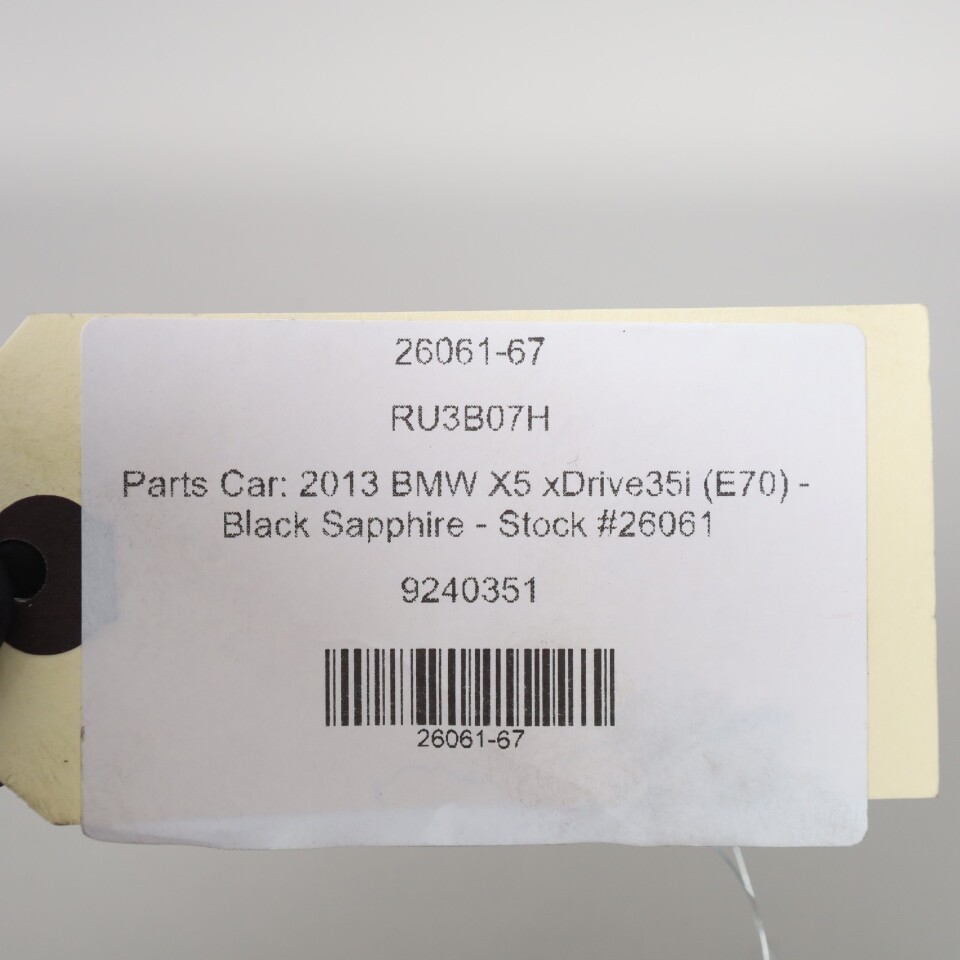 26061-67
RU3B07H
Parts Car: 2013 BMW X5 xDrive35i (E70) -
Black Sapphire - Stock #26061
9240351
26061-67